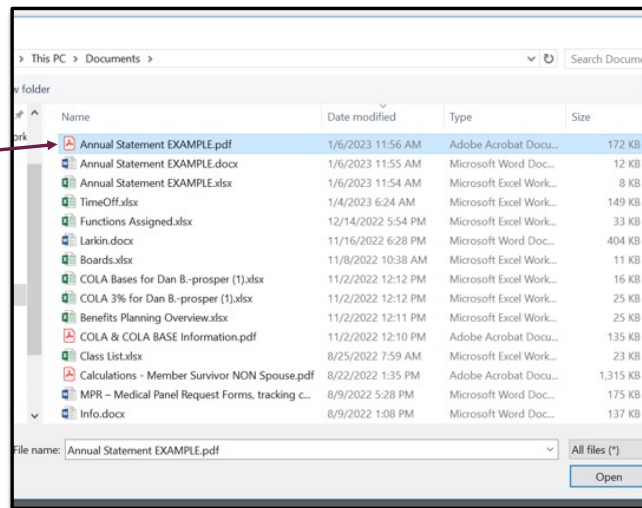 > This PC > Documents >
Search Docume
w folder
ork
Name Date modified Type Size
Annual Statement EXAMPLE.pdf 1/6/2023 11:56 AM Adobe Acrobat Docu... 172 KB
Annual Statement EXAMPLE.docx 1/6/2023 11:55 AM Microsoft Word Doc... 12 KB
Annual Statement EXAMPLE.xlsx 1/6/2023 11:54 AM Microsoft Excel Work... 8 KB
TimeOff.xlsx 1/4/2023 6:24 AM Microsoft Excel Work... 149 KB
Functions Assigned.xlsx 12/14/2022 5:54 PM Microsoft Excel Work... 33 KB
Larkin.docx 11/16/2022 6:28 PM Microsoft Word Doc... 404 KB
Boards.xlsx 11/8/2022 10:38 AM Microsoft Excel Work... 11 KB
COLA Bases for Dan B.-prosper (1).xlsx 11/2/2022 12:12 PM Microsoft Excel Work... 16 KB
COLA 3% for Dan B.-prosper (1).xlsx 11/2/2022 12:12 PM Microsoft Excel Work... 25 KB
Benefits Planning Overview.xlsx 11/2/2022 12:11 PM Microsoft Excel Work... 25 KB
COLA & COLA BASE Information.pdf 11/2/2022 12:10 PM Adobe Acrobat Docu... 135 KB
Class List.xlsx 8/25/2022 7:59 AM Microsoft Excel Work... 23 KB
Calculations - Member Survivor NON Spouse.pdf 8/22/2022 1:35 PM Adobe Acrobat Docu... 1,315 KB
MPR – Medical Panel Request Forms, tracking c... 8/9/2022 5:28 PM Microsoft Word Doc... 175 KB
Info.docx 8/9/2022 1:08 PM Microsoft Word Doc... 137 KB
File name: Annual Statement EXAMPLE.pdf All files (*)
Open